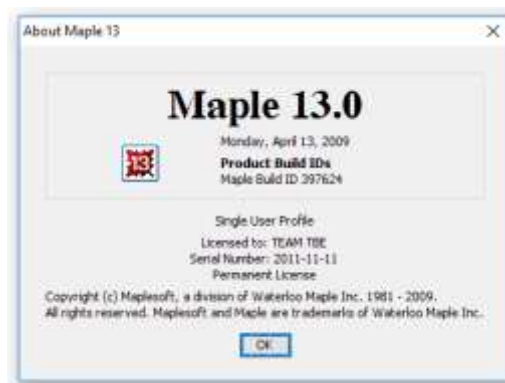 About Maple 13
Maple 13.0
Monday, April 13, 2009
13
Product Build IDs
Maple Build ID 397624
Single User Profile
Licensed to: TEAM TBE
Serial Number: 2011-11-11
Permanent License
Copyright (c) Maplesoft, a division of Waterloo Maple Inc. 1981 - 2009.
All rights reserved. Maplesoft and Maple are trademarks of Waterloo Maple Inc.
OK